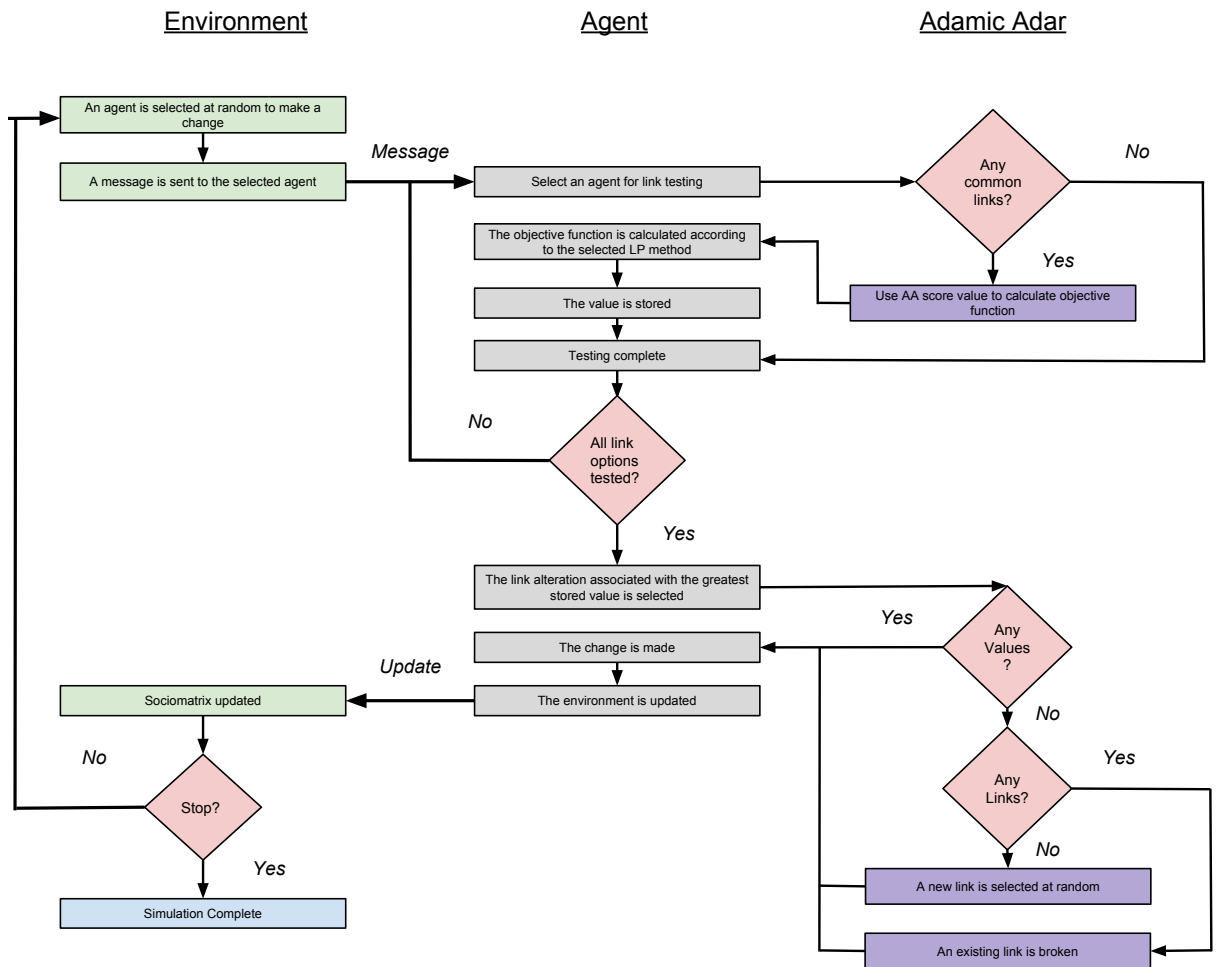 Environment
Agent
Adamic Adar
An agent is selected at random to make a
change
A message is sent to the selected agent
Message
Select an agent for link testing
Any
common
links?
No
The objective function is calculated according
to the selected LP method
Yes
Use AA score value to calculate objective
function
The value is stored
Testing complete
No
All link
options
tested?
Yes
The link alteration associated with the greatest
stored value is selected
Yes
Any
Values
?
The change is made
Update
Sociomatrix updated
The environment is updated
No
No
Yes
Stop?
Any
Links?
Yes
No
A new link is selected at random
Simulation Complete
An existing link is broken